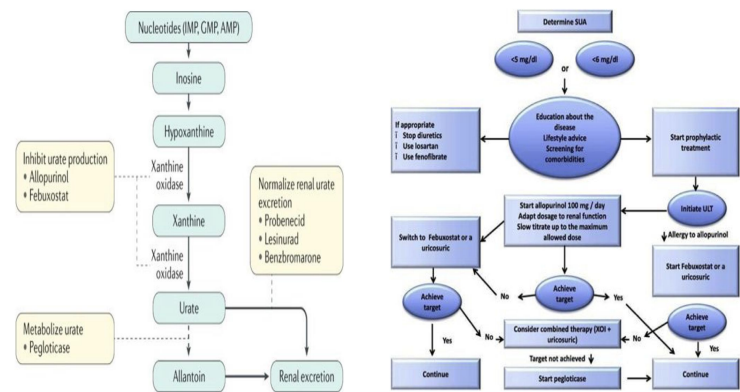 Nucleotides (IMP, GMP, AMP)
Inosine
Hypoxanthine
Inhibit urate production
• Allopurinol
• Febuxostat
Xanthine
oxidase
Normalize renal urate
excretion
• Probenecid
• Lesinurad
• Benzbromarone
Xanthine
Xanthine
oxidase
Urate
Metabolize urate
• Pegloticase
Allantoin
Renal excretion
Determine SUA
<5 mg/dl
or
<6 mg/dl
If appropriate
Stop diuretics
Use losartan
Use fenofibrate
Education about the
disease
Lifestyle advice
Screening for
comorbidities
Start prophylactic
treatment
Initiate ULT
Start allopurinol 100 mg / day
Adapt dosage to renal function
Slow titrate up to the maximum
allowed dose
Allergy to allopurinol
Switch to Febuxostat or a
uricosuric
Start Febuxostat or a
uricosuric
Achieve
target
No
Achieve
target
Yes
Achieve
target
Yes
No
Consider combined therapy (XOI +
uricosuric)
No
Yes
Target not achieved
Continue
Start pegloticase
Continue